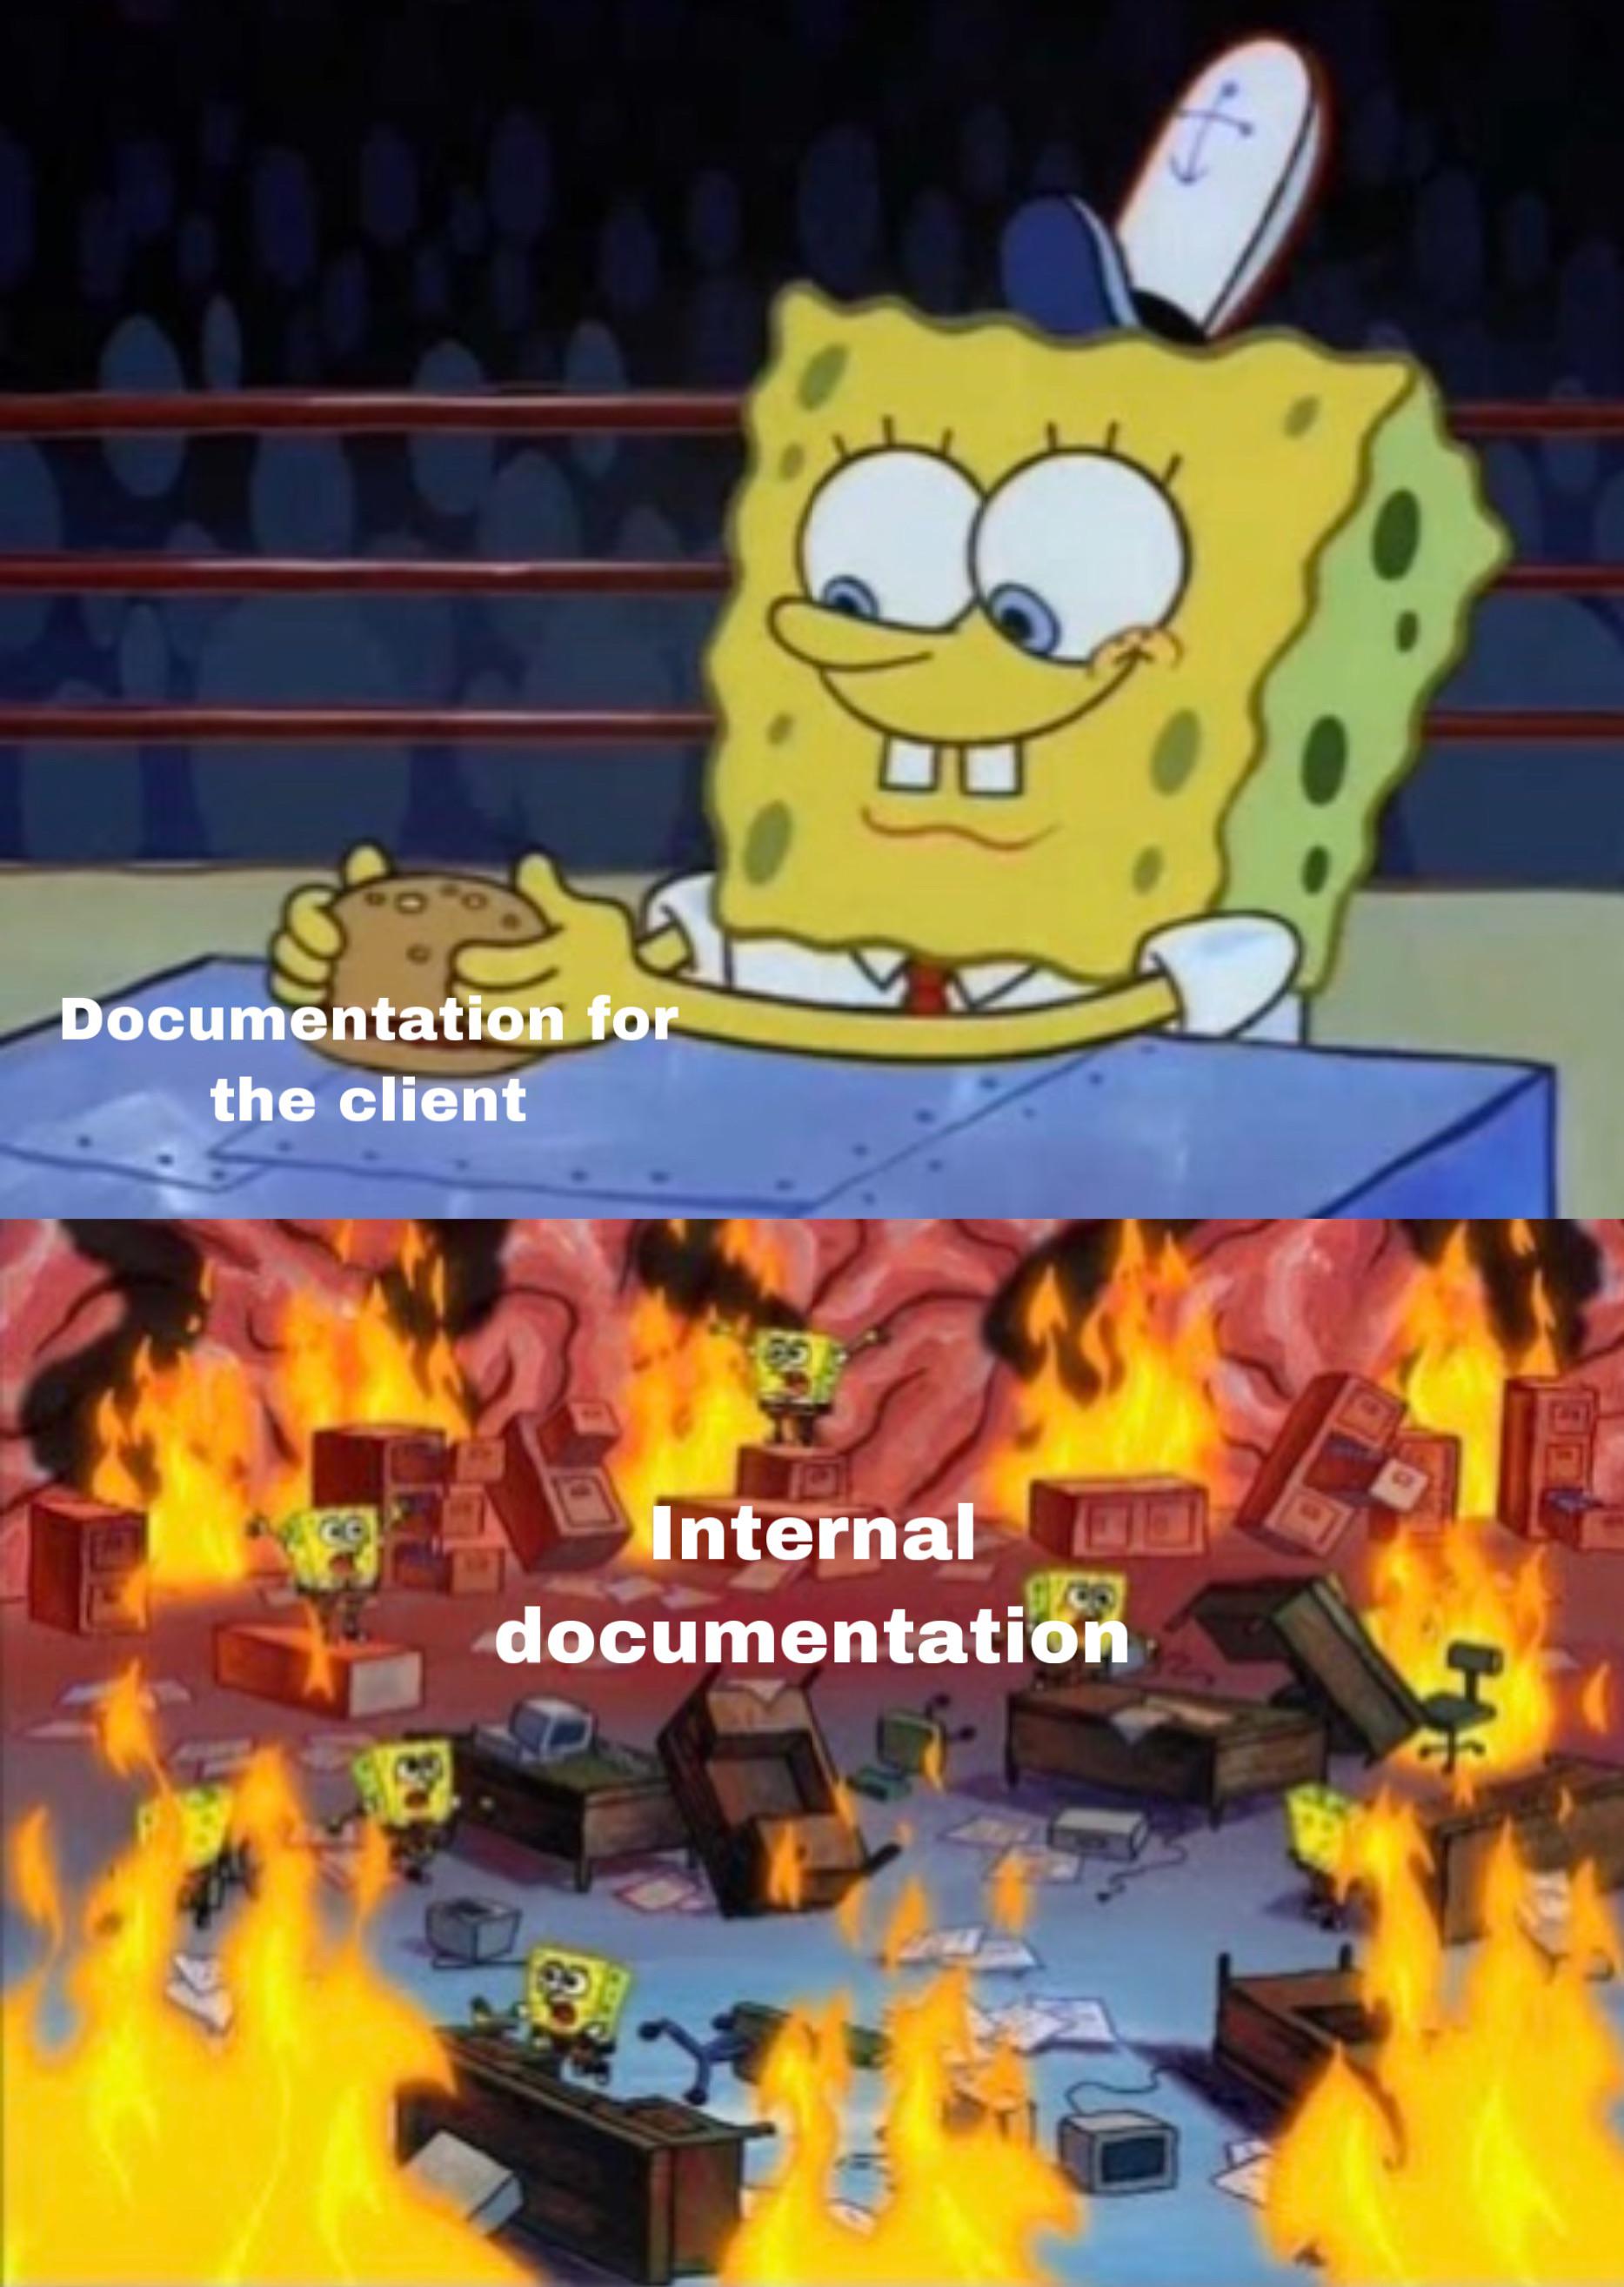 Documentation for
the client
Internal
documentation